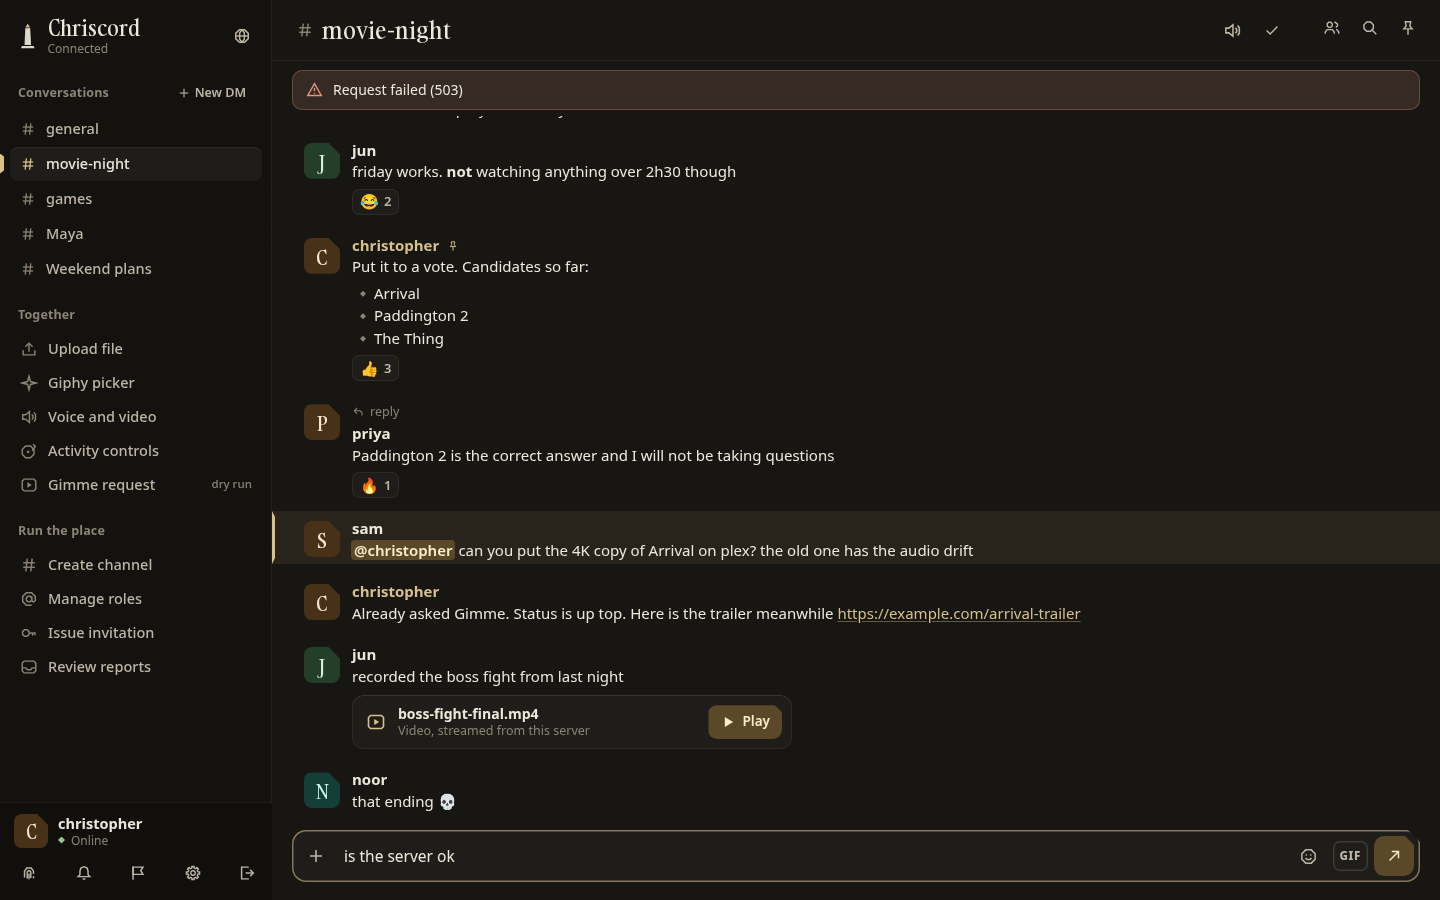 Chriscord
Connected
Conversations
+ New DM
# general
# movie-night
# games
# Maya
# Weekend plans
Together
Upload file
Giphy picker
Voice and video
Activity controls
Gimme request dry run
Run the place
Create channel
Manage roles
Issue invitation
Review reports
C christopher
Online
# movie-night
Request failed (503)
J jun
friday works. not watching anything over 2h30 though
😂 2
C christopher
Put it to a vote. Candidates so far:
Arrival
Paddington 2
The Thing
👍 3
reply
P priya
Paddington 2 is the correct answer and I will not be taking questions
🔥 1
S sam
@christopher can you put the 4K copy of Arrival on plex? the old one has the audio drift
C christopher
Already asked Gimme. Status is up top. Here is the trailer meanwhile https://example.com/arrival-trailer
J jun
recorded the boss fight from last night
boss-fight-final.mp4
Video, streamed from this server
Play
N noor
that ending 💀
+ is the server ok GIF